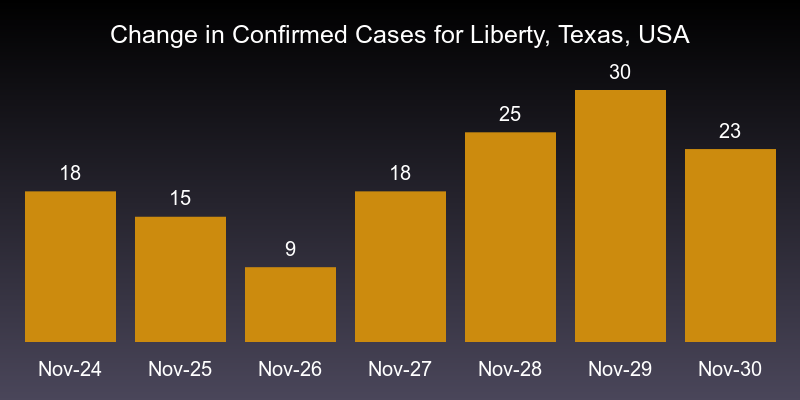 Change in Confirmed Cases for Liberty, Texas, USA
18 15 9 18 25 30 23
Nov-24 Nov-25 Nov-26 Nov-27 Nov-28 Nov-29 Nov-30